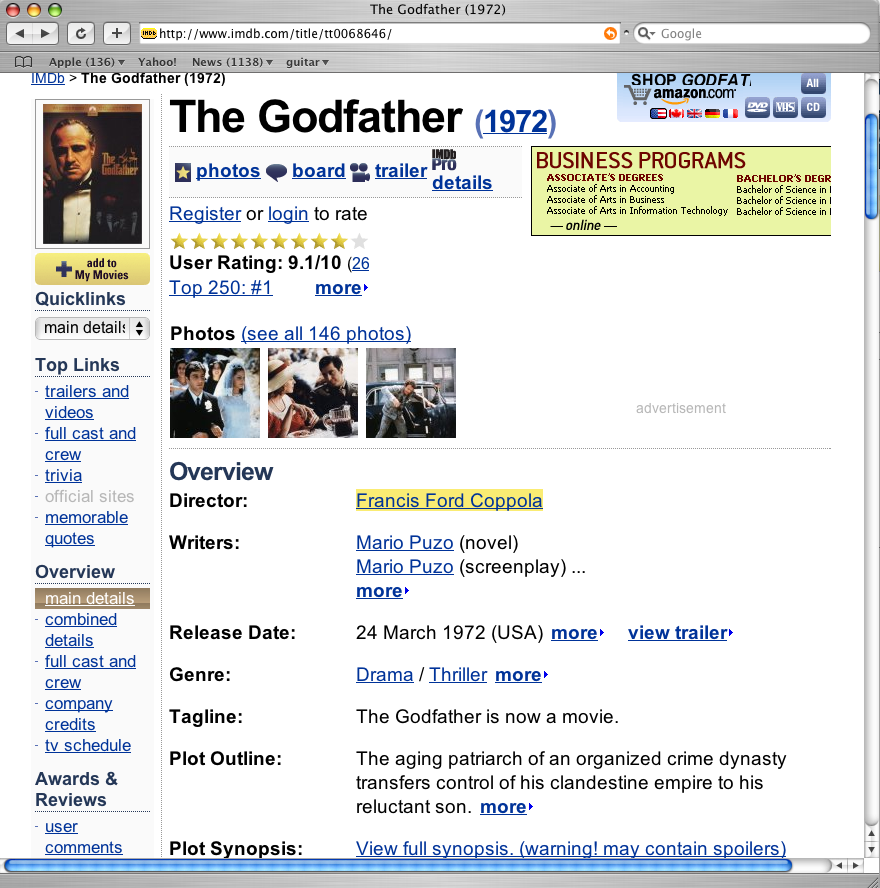 The Godfather (1972)
http://www.imdb.com/title/tt0068646/
Google
Apple (136)
Yahoo!
News (1138)
guitar
IMDb > The Godfather (1972)
SHOP GODFAT
amazon.com
All
DVD
VHS
CD
The Godfather
The Godfather (1972)
photos
board
trailer
IMDb
Pro
details
BUSINESS PROGRAMS
ASSOCIATE'S DEGREES
Associate of Arts in Accounting
Associate of Arts in Business
Associate of Arts in Information Technology
— online —
BACHELOR'S DEGR
Bachelor of Science in
Bachelor of Science in
Bachelor of Science in
Register or login to rate
User Rating: 9.1/10 (26
Top 250: #1 more
Photos (see all 146 photos)
advertisement
add to
My Movies
Quicklinks
main details
Top Links
trailers and
videos
full cast and
crew
trivia
official sites
memorable
quotes
Overview
main details
combined
details
full cast and
crew
company
credits
tv schedule
Awards &
Reviews
user
comments
Overview
Director: Francis Ford Coppola
Writers: Mario Puzo (novel)
Mario Puzo (screenplay) ...
more
Release Date: 24 March 1972 (USA) more view trailer
Genre: Drama / Thriller more
Tagline: The Godfather is now a movie.
Plot Outline: The aging patriarch of an organized crime dynasty
transfers control of his clandestine empire to his
reluctant son. more
Plot Synopsis: View full synopsis. (warning! may contain spoilers)